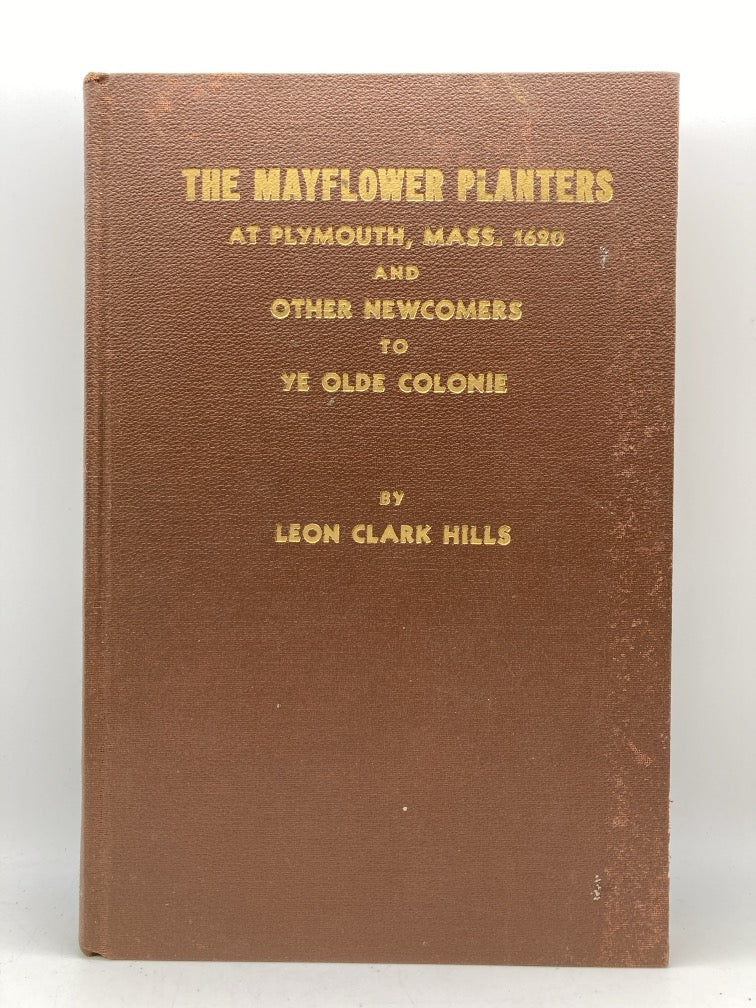 THE MAYFLOWER PLANTERS
AT PLYMOUTH, MASS. 1620
AND
OTHER NEWCOMERS
TO
YE OLDE COLONIE
BY
LEON CLARK HILLS